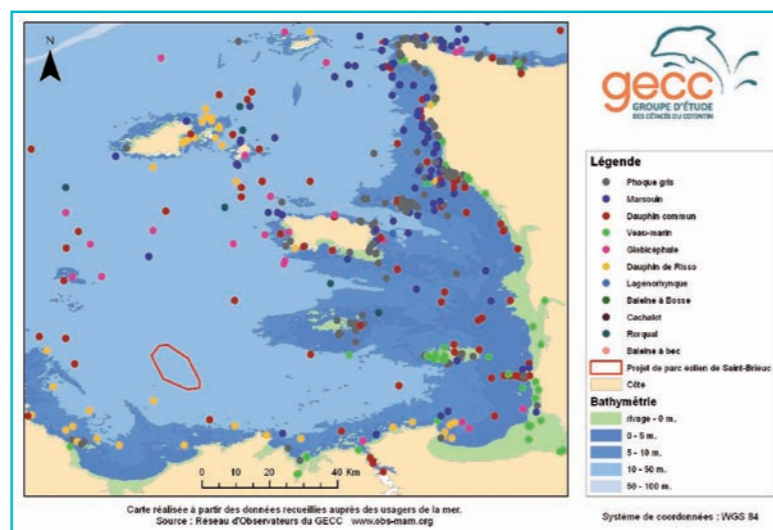 N
gecc
GROUPE D'ÉTUDE
DES CÉTACÉS DU COTENTIN
Légende
Phoque gris
Marsouin
Dauphin commun
Veau-marin
Globicephale
Dauphin de Risso
Lagénorhynque
Baleine à Bosse
Cachalot
Rorqual
Baleine à bec
Projet de parc éolien de Saint-Brieuc
Côte
Bathymétrie
rivage - 0 m.
0 - 5 m.
5 - 10 m.
10 - 50 m.
50 - 100 m.
0 5 10 20 30 40 Km
Carte réalisée à partir des données recueillies auprès des usagers de la mer.
Source : Réseau d'Observateurs du GECC www.obs-mam.org
Système de coordonnées : WGS 84